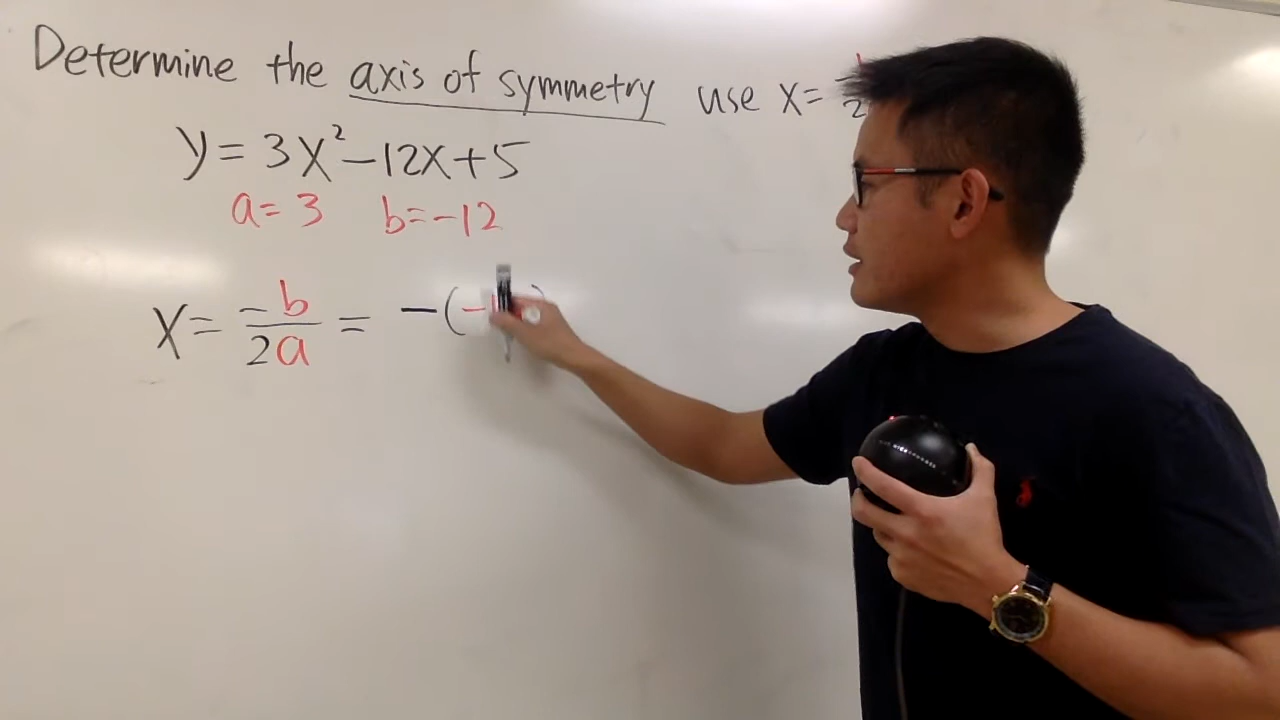 Determine the axis of symmetry use x=
y = 3x² - 12x + 5
a = 3 b = -12
x = -b/2a = -(-